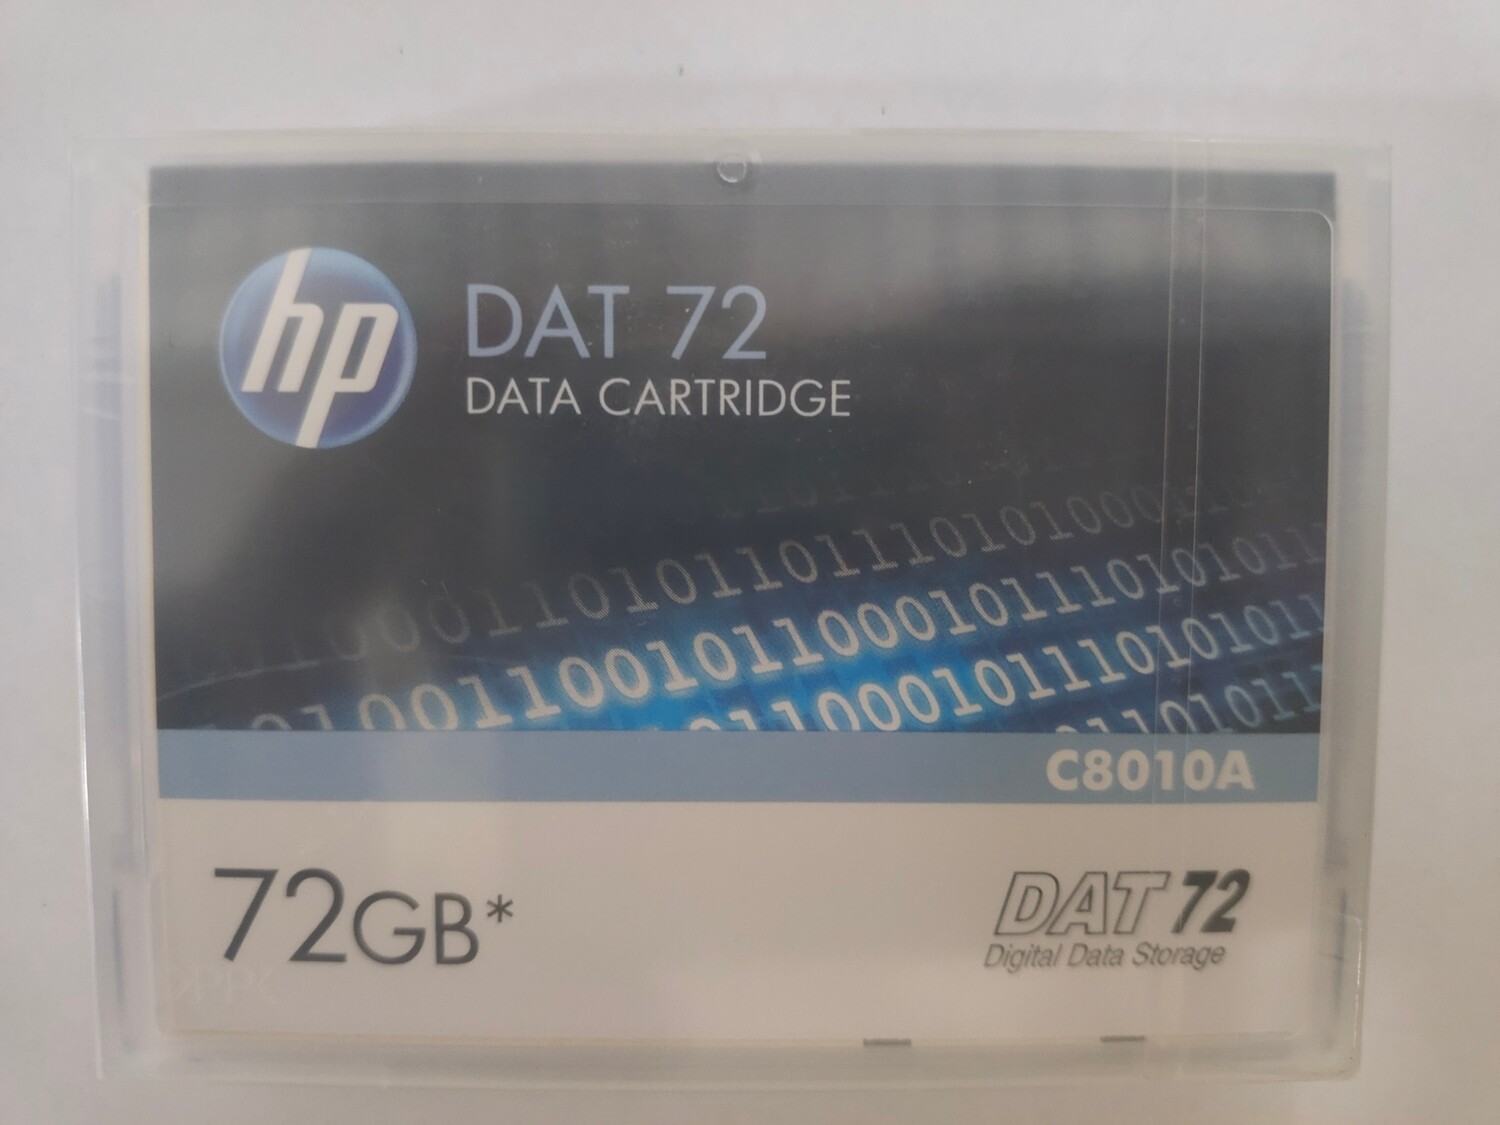 hp
DAT 72
DATA CARTRIDGE
C8010A
72GB*
DAT 72
Digital Data Storage